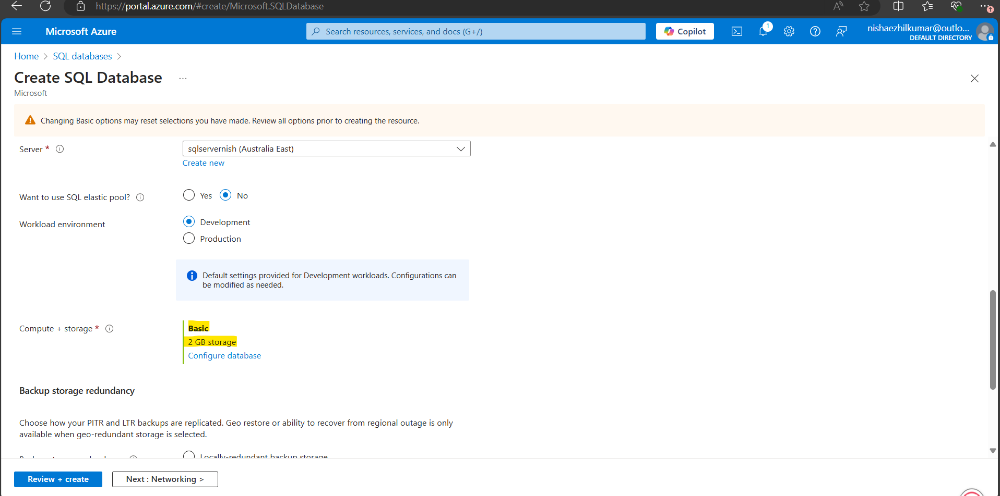 https://portal.azure.com/#create/Microsoft.SQLDatabase
Microsoft Azure
Search resources, services, and docs (G+/)
Copilot
1
nishaezhilkumar@outlo...
DEFAULT DIRECTORY
Home > SQL databases >
Create SQL Database ...
Microsoft
Changing Basic options may reset selections you have made. Review all options prior to creating the resource.
Server *
sqlservernish (Australia East)
Create new
Want to use SQL elastic pool?
Yes No
Workload environment
Development
Production
Default settings provided for Development workloads. Configurations can
be modified as needed.
Compute + storage *
Basic
2 GB storage
Configure database
Backup storage redundancy
Choose how your PITR and LTR backups are replicated. Geo restore or ability to recover from regional outage is only
available when geo-redundant storage is selected.
Locally-redundant backup storage
Review + create
Next : Networking >